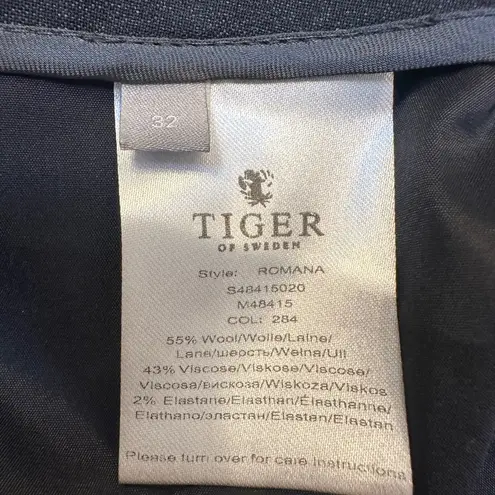 32
TIGER
OF SWEDEN
Style: ROMANA
S48415020
M48415
COL: 284
55% Wool/Wolle/Laine/
Lana/шерсть/Wełna/Ull
43% Viscose/Viskose/Viscose/
Viscosa/вискоза/Wiskoza/Viskos
2% Elastane/Elasthan/Élasthanne/
Elathano/эластан/Elastan/Elastan
Please turn over for care instructions